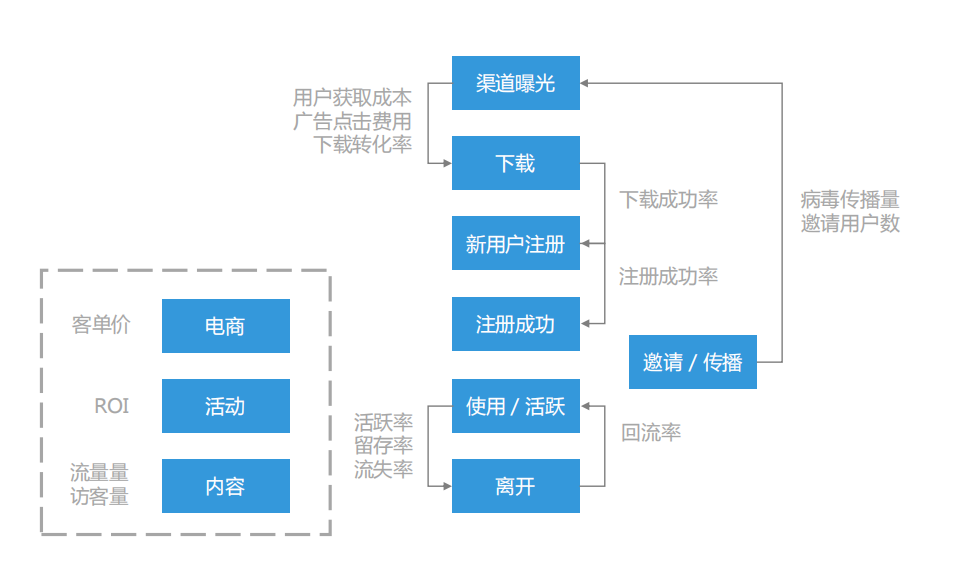 渠道曝光
用户获取成本
广告点击费用
下载转化率
下载
下载成功率
病毒传播量
邀请用户数
新用户注册
注册成功率
注册成功
邀请 / 传播
客单价
电商
ROI
活动
流量量
访客量
内容
使用 / 活跃
活跃率
留存率
流失率
回流率
离开